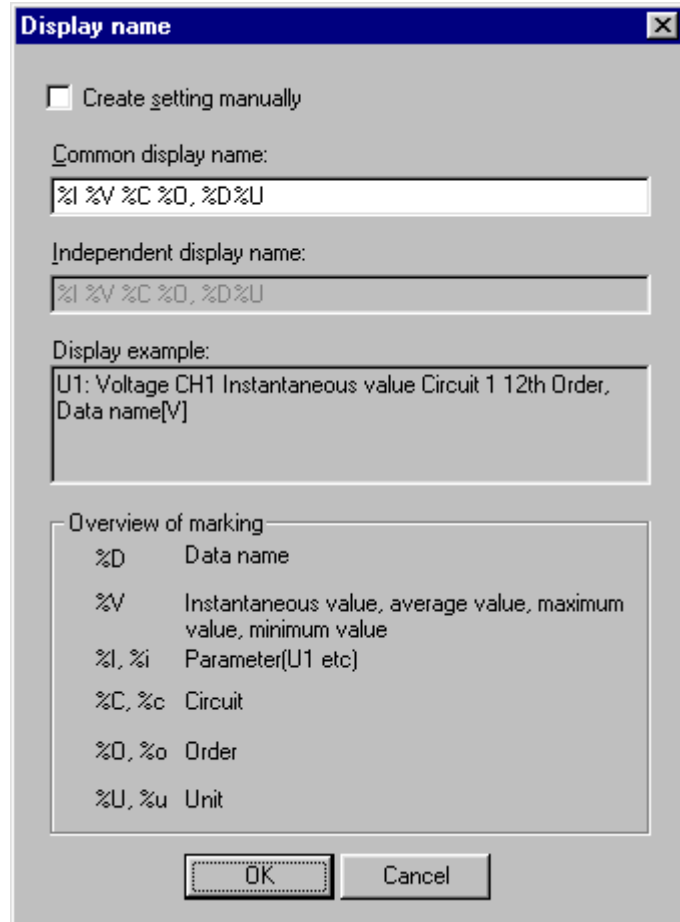 Display name
Create setting manually
Common display name:
%I %V %C %O, %D%U
Independent display name:
%I %V %C %O, %D%U
Display example:
U1: Voltage CH1 Instantaneous value Circuit 1 12th Order,
Data name[V]
Overview of marking
%D Data name
%V Instantaneous value, average value, maximum
value, minimum value
%I, %i Parameter(U1 etc)
%C, %c Circuit
%O, %o Order
%U, %u Unit
OK Cancel